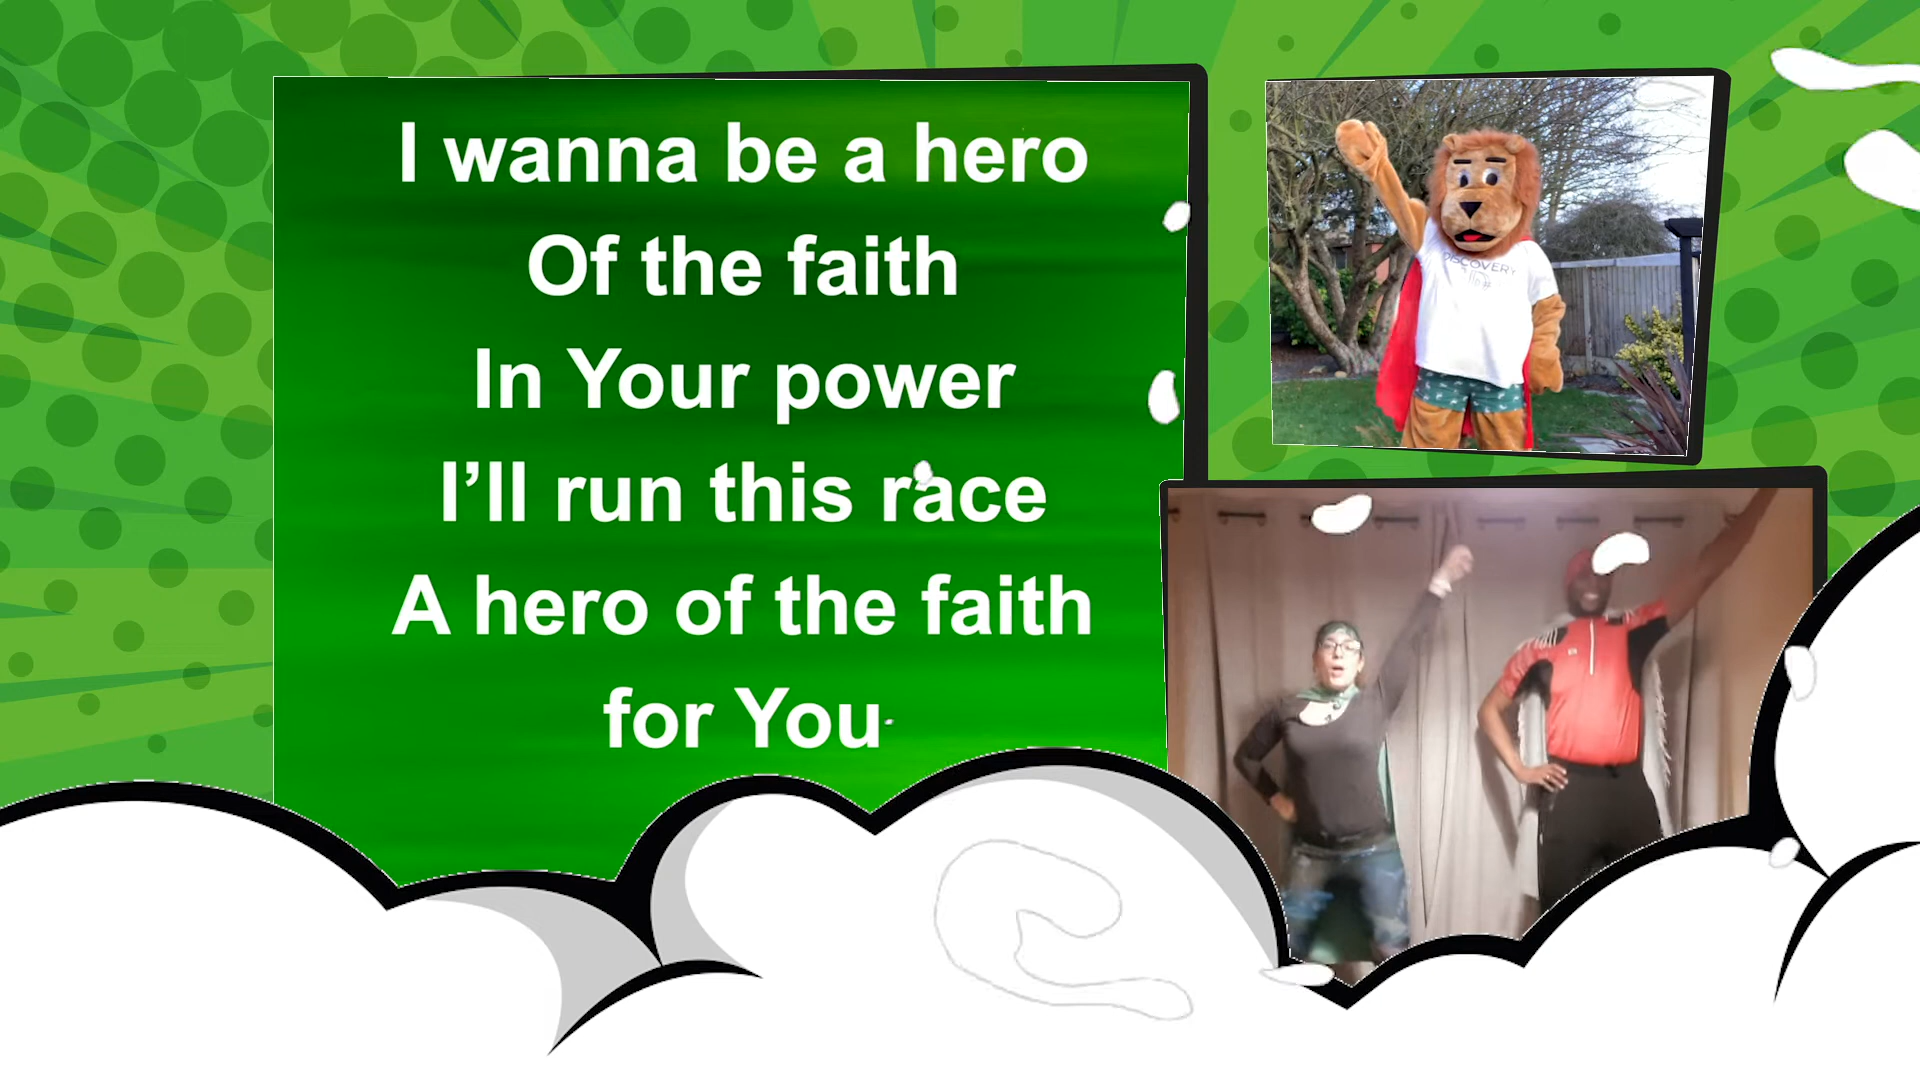 I wanna be a hero
Of the faith
In Your power
I’ll run this race
A hero of the faith
for You
DISCOVERY